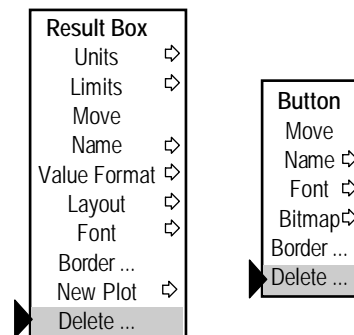 Result Box
Units
Limits
Move
Name
Value Format
Layout
Font
Border ...
New Plot
Delete ...
Button
Move
Name
Font
Bitmap
Border ...
Delete ...